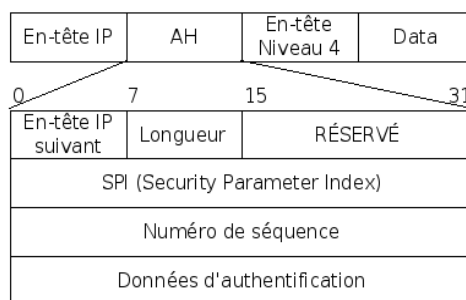 En-tête IP AH En-tête Niveau 4 Data
0 7 15 31
En-tête IP suivant Longueur RÉSERVÉ
SPI (Security Parameter Index)
Numéro de séquence
Données d'authentification